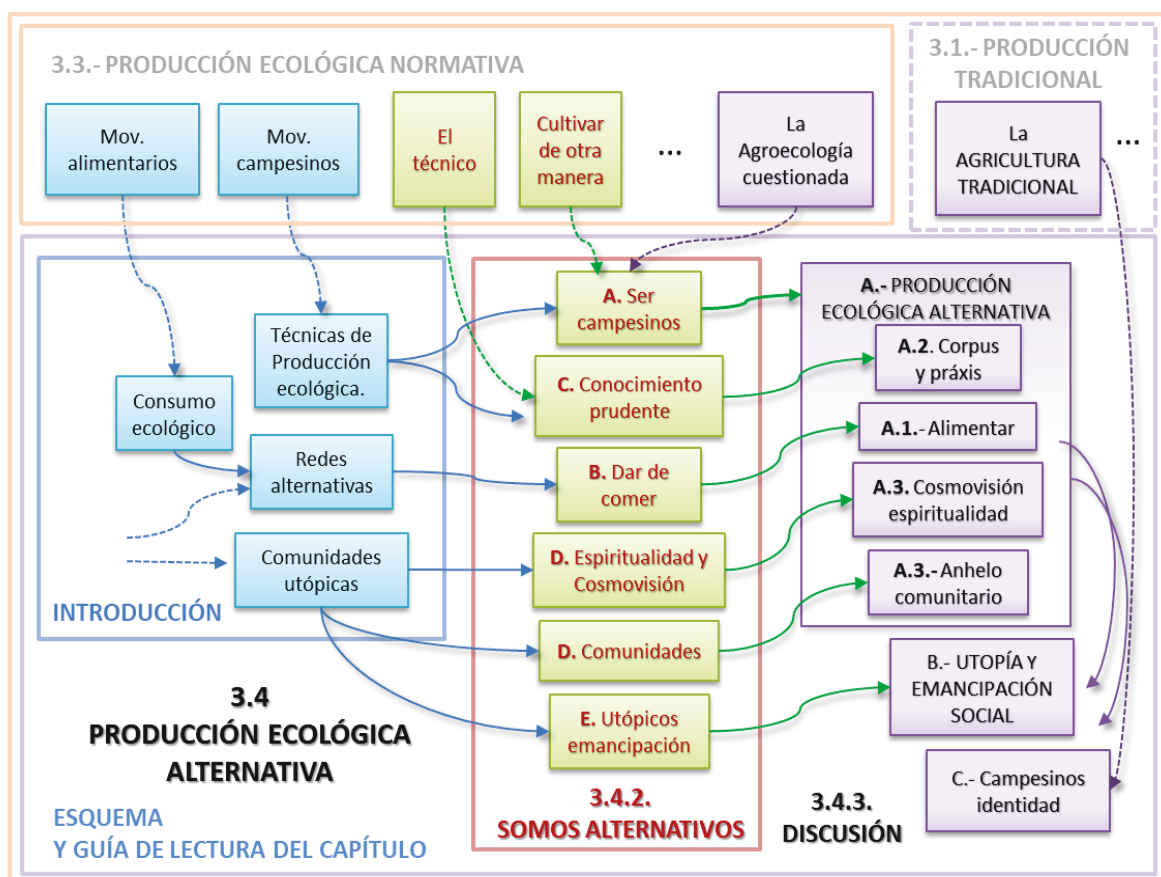 3.3.- PRODUCCIÓN ECOLÓGICA NORMATIVA
3.1.- PRODUCCIÓN
TRADICIONAL
Mov.
alimentarios
Mov.
campesinos
El
técnico
Cultivar
de otra
manera
...
La
Agroecología
cuestionada
La
AGRICULTURA
TRADICIONAL
...
Técnicas de
Producción
ecológica.
Consumo
ecológico
Redes
alternativas
Comunidades
utópicas
INTRODUCCIÓN
A. Ser
campesinos
C. Conocimiento
prudente
B. Dar de
comer
D. Espiritualidad y
Cosmovisión
D. Comunidades
E. Utópicos
emancipación
3.4.2.
SOMOS ALTERNATIVOS
A.- PRODUCCIÓN
ECOLÓGICA ALTERNATIVA
A.2. Corpus
y práxis
A.1.- Alimentar
A.3. Cosmovisión
espiritualidad
A.3.- Anhelo
comunitario
B.- UTOPÍA Y
EMANCIPACIÓN
SOCIAL
C.- Campesinos
identidad
3.4.3.
DISCUSIÓN
3.4
PRODUCCIÓN ECOLÓGICA
ALTERNATIVA
ESQUEMA
Y GUÍA DE LECTURA DEL CAPÍTULO